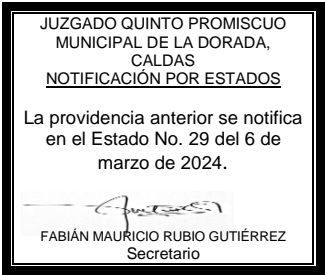 JUZGADO QUINTO PROMISCUO
MUNICIPAL DE LA DORADA,
CALDAS
NOTIFICACIÓN POR ESTADOS
La providencia anterior se notifica
en el Estado No. 29 del 6 de
marzo de 2024.
FABIÁN MAURICIO RUBIO GUTIÉRREZ
Secretario